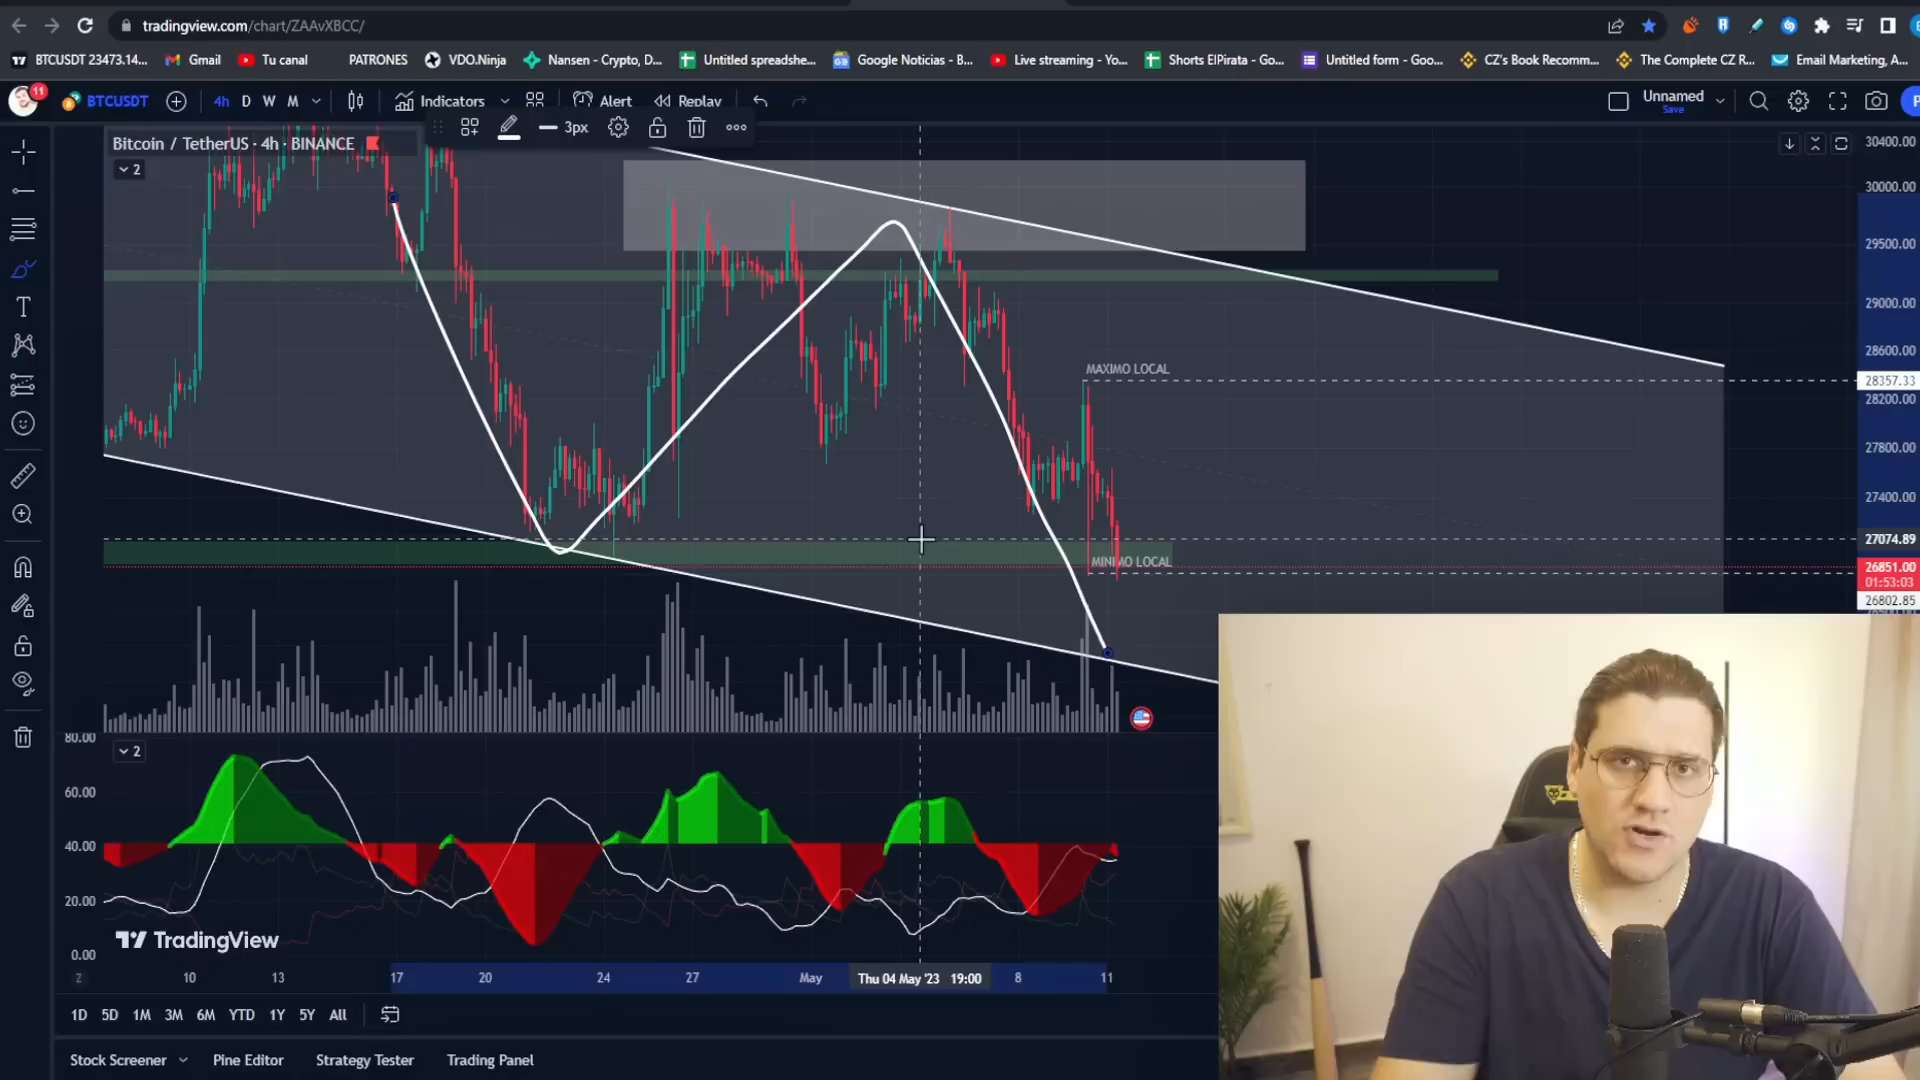 tradingview.com/chart/ZAAvXBCC/
BTCUSDT 23473.14...
Gmail
Tu canal
PATRONES
VDO.Ninja
Nansen - Crypto, D...
Untitled spreadshe...
Google Noticias - B...
Live streaming - Yo...
Shorts ElPirata - Go...
Untitled form - Goo...
CZ's Book Recomm...
The Complete CZ R...
Email Marketing, A...
11
BTCUSDT
4h
D
W
M
Indicators
Alert
Replay
Unnamed
Save
3px
Bitcoin / TetherUS · 4h · BINANCE
2
30400.00
30000.00
29500.00
29000.00
28600.00
MAXIMO LOCAL
28357.33
28200.00
27800.00
27400.00
27074.89
MINIMO LOCAL
26851.00
01:53:03
26802.85
80.00
2
60.00
40.00
20.00
TradingView
0.00
Z
10
13
17
20
24
27
May
Thu 04 May '23 19:00
8
11
1D
5D
1M
3M
6M
YTD
1Y
5Y
All
Stock Screener
Pine Editor
Strategy Tester
Trading Panel